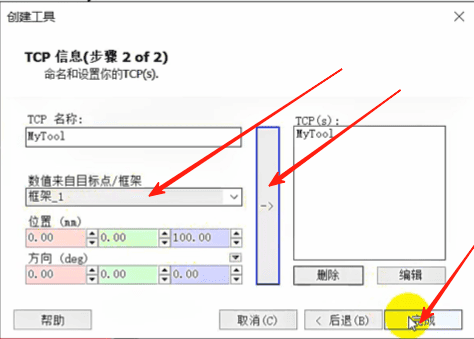 创建工具
TCP 信息(步骤 2 of 2)
命名和设置你的TCP(s).
TCP 名称:
MyTool
数值来自目标点/框架
框架_1
位置 (mm)
0.00 0.00 100.00
方向 (deg)
0.00 0.00 0.00
->
TCP(s):
MyTool
删除 编辑
帮助 取消(C) < 后退(B) 完成